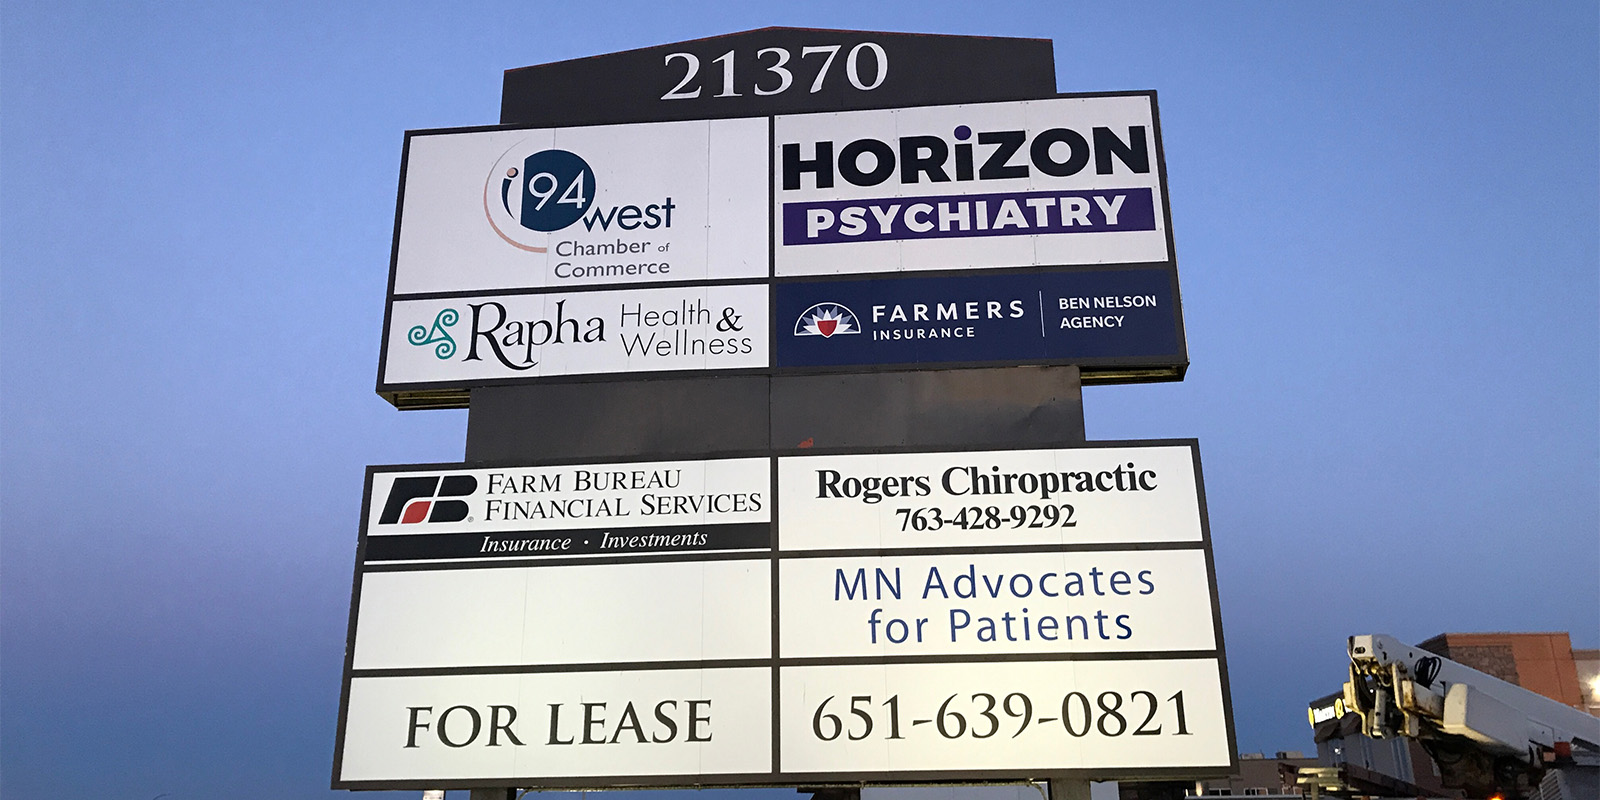 21370
i94 west
Chamber of
Commerce
HORiZON
PSYCHIATRY
Rapha Health &
Wellness
FARMERS
INSURANCE
BEN NELSON
AGENCY
FARM BUREAU
FINANCIAL SERVICES
Insurance · Investments
FB®
Rogers Chiropractic
763-428-9292
MN Advocates
for Patients
FOR LEASE
651-639-0821